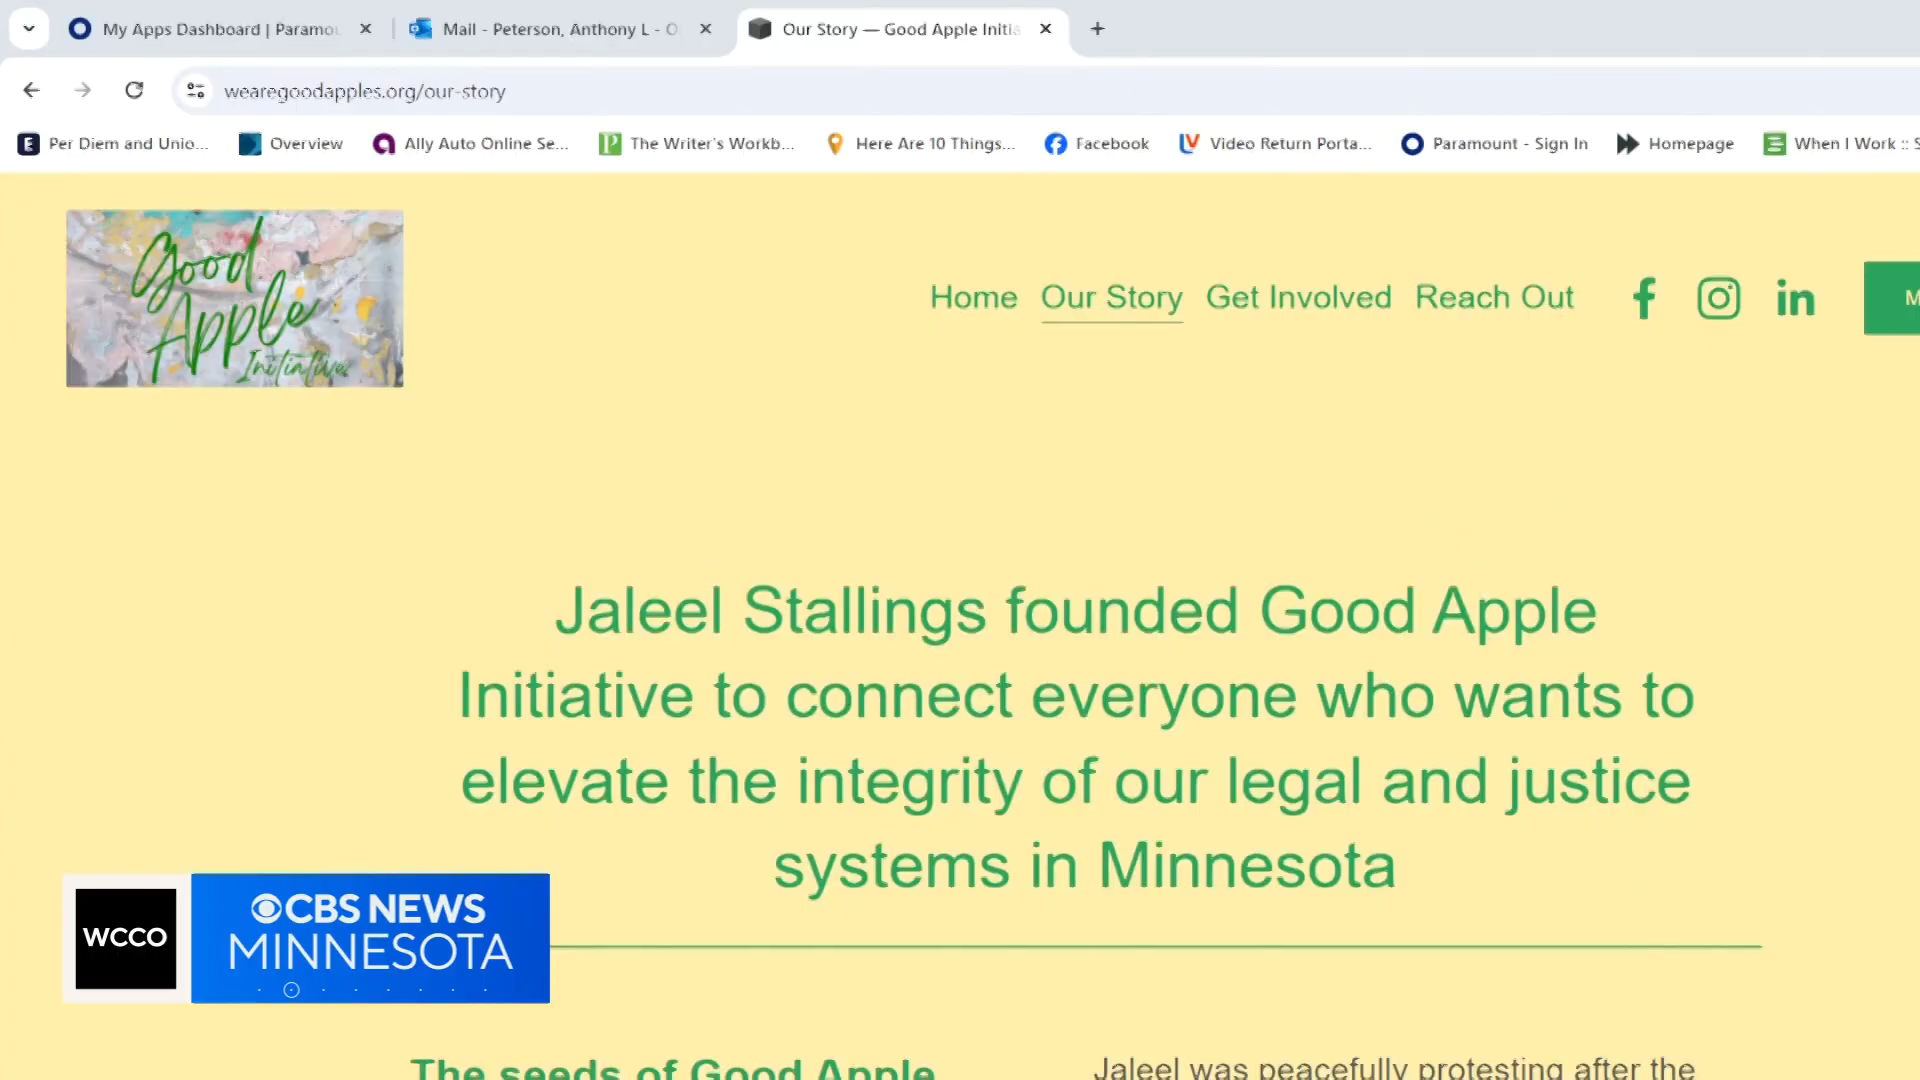 My Apps Dashboard | Paramou
Mail - Peterson, Anthony L - O
Our Story — Good Apple Initia
wearegoodapples.org/our-story
Per Diem and Unio...
Overview
Ally Auto Online Se...
The Writer's Workb...
Here Are 10 Things...
Facebook
Video Return Porta...
Paramount - Sign In
Homepage
When I Work :: S
Good
Apple
Initiative
Home
Our Story
Get Involved
Reach Out
M
Jaleel Stallings founded Good Apple
Initiative to connect everyone who wants to
elevate the integrity of our legal and justice
systems in Minnesota
WCCO
CBS NEWS
MINNESOTA
The seeds of Good Apple
Jaleel was peacefully protesting after the